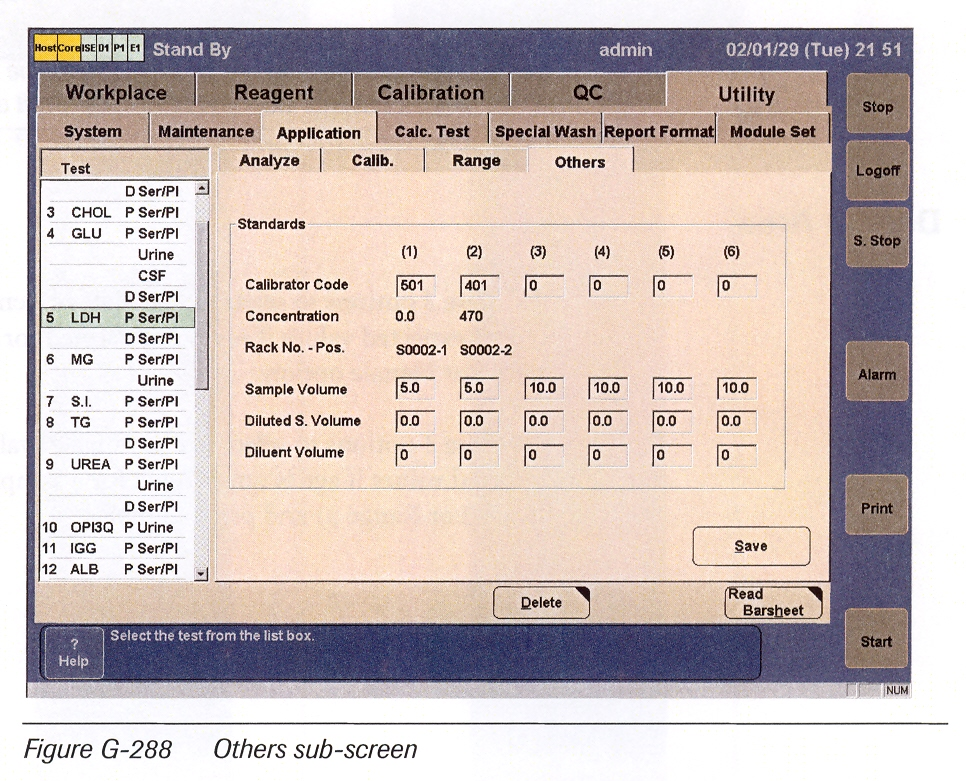 Host Core ISE D1 P1 E1 Stand By admin 02/01/29 (Tue) 21 51
Workplace Reagent Calibration QC Utility
System Maintenance Application Calc. Test Special Wash Report Format Module Set
Stop
Logoff
S. Stop
Alarm
Print
Start
Test
D Ser/Pl
3 CHOL P Ser/Pl
4 GLU P Ser/Pl
Urine
CSF
D Ser/Pl
5 LDH P Ser/Pl
D Ser/Pl
6 MG P Ser/Pl
Urine
7 S.I. P Ser/Pl
8 TG P Ser/Pl
D Ser/Pl
9 UREA P Ser/Pl
Urine
D Ser/Pl
10 OPI3Q P Urine
11 IGG P Ser/Pl
12 ALB P Ser/Pl
Analyze Calib. Range Others
Standards
(1) (2) (3) (4) (5) (6)
Calibrator Code 501 401 0 0 0 0
Concentration 0.0 470
Rack No. - Pos. S0002-1 S0002-2
Sample Volume 5.0 5.0 10.0 10.0 10.0 10.0
Diluted S. Volume 0.0 0.0 0.0 0.0 0.0 0.0
Diluent Volume 0 0 0 0 0 0
Save
Delete
Read
Barsheet
?
Help
Select the test from the list box.
NUM
Figure G-288 Others sub-screen